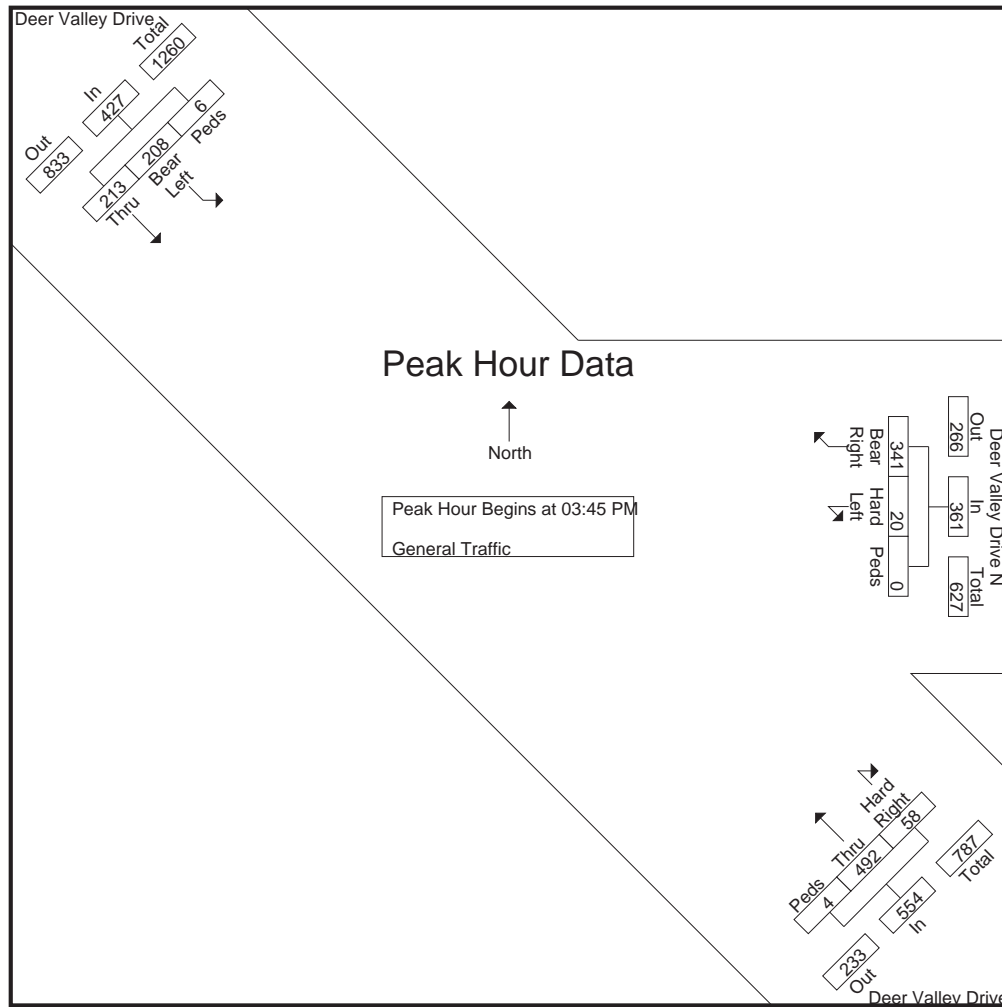 Deer Valley Drive
Out
In
Total
833
427
1260
213
208
6
Thru
Bear
Left
Peds
Peak Hour Data
North
Peak Hour Begins at 03:45 PM
General Traffic
Deer Valley Drive N
Out
In
Total
266
361
627
341
20
0
Bear
Right
Hard
Left
Peds
Hard
Right
Thru
Peds
58
492
4
787
Total
554
In
233
Out
Deer Valley Drive